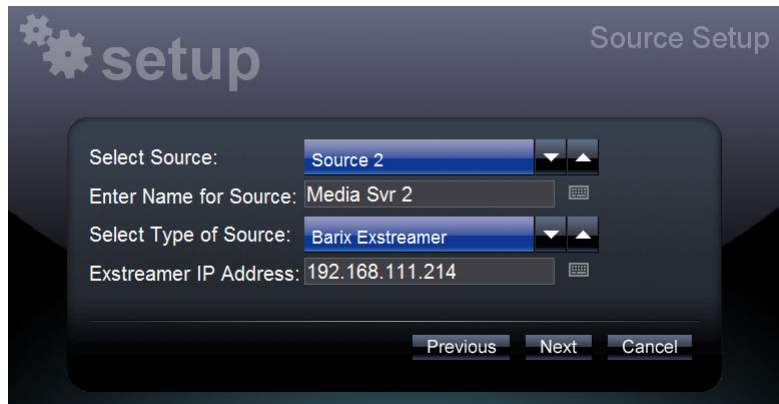 setup
Source Setup
Select Source: Source 2
Enter Name for Source: Media Svr 2
Select Type of Source: Barix Exstreamer
Exstreamer IP Address: 192.168.111.214
Previous Next Cancel